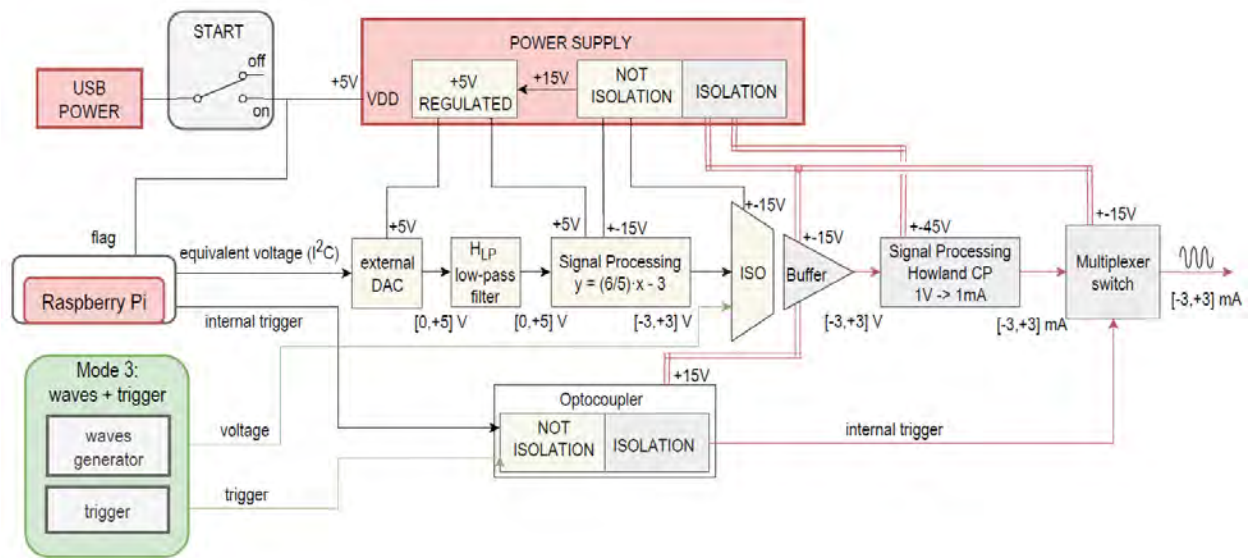 START
off
on
USB
POWER
+5V
POWER SUPPLY
VDD
+5V
REGULATED
+15V
NOT
ISOLATION
ISOLATION
flag
equivalent voltage (I²C)
+5V
+5V
+-15V
+-15V
+-15V
+-45V
+-15V
Raspberry Pi
external
DAC
H_LP
low-pass
filter
Signal Processing
y = (6/5)·x - 3
ISO
Buffer
Signal Processing
Howland CP
1V -> 1mA
Multiplexer
switch
[0,+5] V
[0,+5] V
[-3,+3] V
[-3,+3] V
[-3,+3] mA
[-3,+3] mA
internal trigger
Mode 3:
waves + trigger
waves
generator
trigger
voltage
trigger
+15V
Optocoupler
NOT
ISOLATION
ISOLATION
internal trigger